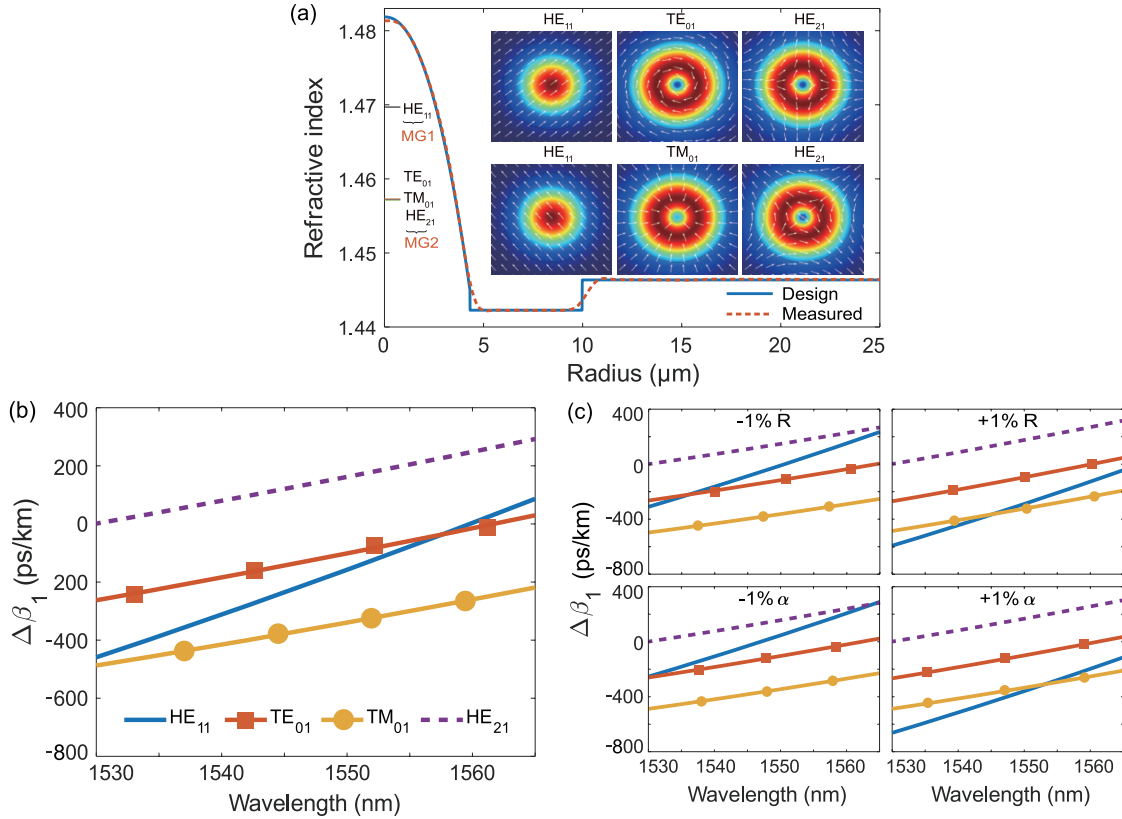 (a)
HE₁₁ TE₀₁ HE₂₁
HE₁₁ TM₀₁ HE₂₁
1.48
1.47
1.46
1.45
1.44
Refractive index
HE₁₁
MG1
TE₀₁
TM₀₁
HE₂₁
MG2
Design
Measured
0 5 10 15 20 25
Radius (μm)
(b)
400
200
0
200
-400
-600
-800
Δβ₁ (ps/km)
HE₁₁ TE₀₁ TM₀₁ HE₂₁
1530 1540 1550 1560
Wavelength (nm)
(c)
-1% R +1% R
400
0
-400
-800
-1% α +1% α
400
0
-400
-800
Δβ₁ (ps/km)
1530 1540 1550 1560 1530 1540 1550 1560
Wavelength (nm)